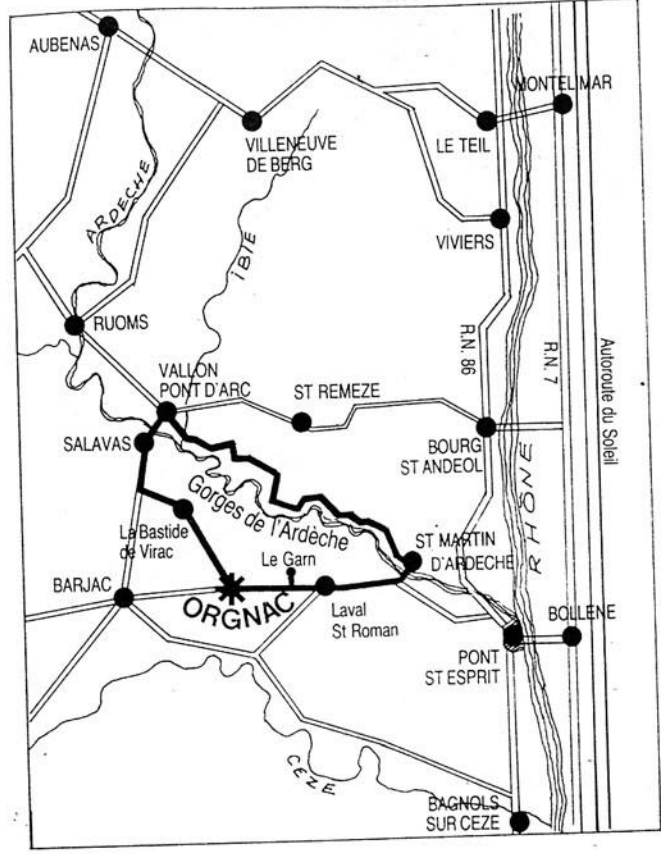 AUBENAS
MONTELIMAR
VILLENEUVE
DE BERG
LE TEIL
ARDECHE
IBIE
VIVIERS
RUOMS
R.N. 86
R.N. 7
Autoroute du Soleil
VALLON
PONT D'ARC
ST REMEZE
SALAVAS
BOURG
ST ANDEOL
Gorges de l'Ardèche
RHÔNE
La Bastide
de Virac
Le Garn
ST MARTIN
D'ARDECHE
BARJAC
ORGNAC
Laval
St Roman
BOLLENE
PONT
ST ESPRIT
CEZE
BAGNOLS
SUR CEZE